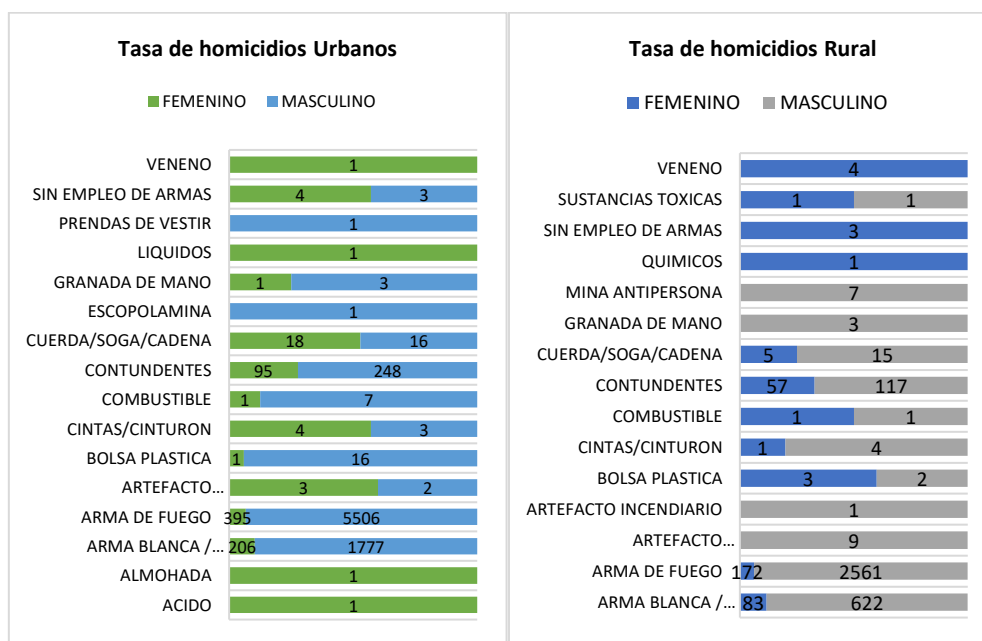 Tasa de homicidios Urbanos
FEMENINO MASCULINO
VENENO 1
SIN EMPLEO DE ARMAS 4 3
PRENDAS DE VESTIR 1
LIQUIDOS 1
GRANADA DE MANO 1 3
ESCOPOLAMINA 1
CUERDA/SOGA/CADENA 18 16
CONTUNDENTES 95 248
COMBUSTIBLE 1 7
CINTAS/CINTURON 4 3
BOLSA PLASTICA 1 16
ARTEFACTO... 3 2
ARMA DE FUEGO 395 5506
ARMA BLANCA /... 206 1777
ALMOHADA 1
ACIDO 1
Tasa de homicidios Rural
FEMENINO MASCULINO
VENENO 4
SUSTANCIAS TOXICAS 1 1
SIN EMPLEO DE ARMAS 3
QUIMICOS 1
MINA ANTIPERSONA 7
GRANADA DE MANO 3
CUERDA/SOGA/CADENA 5 15
CONTUNDENTES 57 117
COMBUSTIBLE 1 1
CINTAS/CINTURON 1 4
BOLSA PLASTICA 3 2
ARTEFACTO INCENDIARIO 1
ARTEFACTO... 9
ARMA DE FUEGO 172 2561
ARMA BLANCA /... 83 622